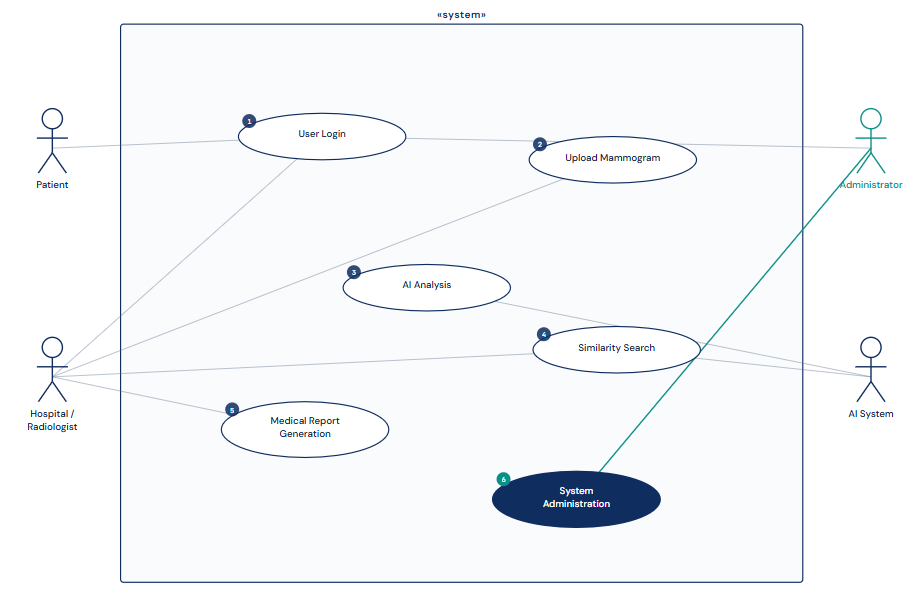 «system»
1
User Login
2
Upload Mammogram
Patient
Administrator
3
AI Analysis
4
Similarity Search
Hospital /
Radiologist
AI System
5
Medical Report
Generation
6
System
Administration